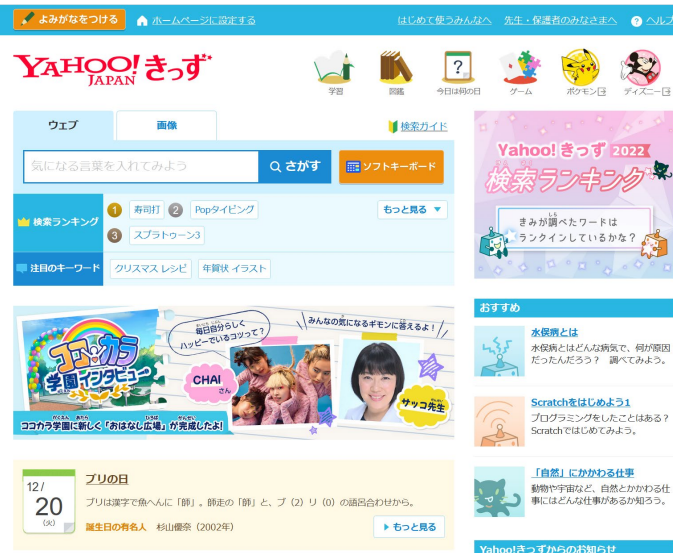 よみがなをつける
ホームページに設定する
はじめて使うみんなへ
先生・保護者のみなさまへ
ヘルプ
YAHOO! きっず
JAPAN
学習
図鑑
?
今日は何の日
ゲーム
ポケモン
ディズニー
ウェブ
画像
検索ガイド
気になる言葉を入れてみよう
さがす
ソフトキーボード
検索ランキング
1 寿司打
2 Popタイピング
3 スプラトゥーン3
もっと見る
注目のキーワード
クリスマス レシピ
年賀状 イラスト
Yahoo! きっず 2022
検索ランキング
きみが調べたワードは
ランクインしているかな?
ココカラ
学園インタビュー
毎日自分らしく
ハッピーでいるコツって?
みんなの気になるギモンに答えるよ!
CHAI
さん
サッコ先生
ココカラ学園に新しく「おはなし広場」が完成したよ!
おすすめ
水俣病とは
水俣病とはどんな病気で、何が原因
だったんだろう? 調べてみよう。
Scratchをはじめよう1
プログラミングをしたことはある?
Scratchではじめてみよう。
「自然」にかかわる仕事
動物や宇宙など、自然とかかわる仕
事にはどんな仕事があるか知ろう。
12/
20
(火)
ブリの日
ブリは漢字で魚へんに「師」。師走の「師」と、ブ(2)リ(0)の語呂合わせから。
誕生日の有名人 杉山優奈(2002年)
もっと見る
Yahoo!きっずからのお知らせ